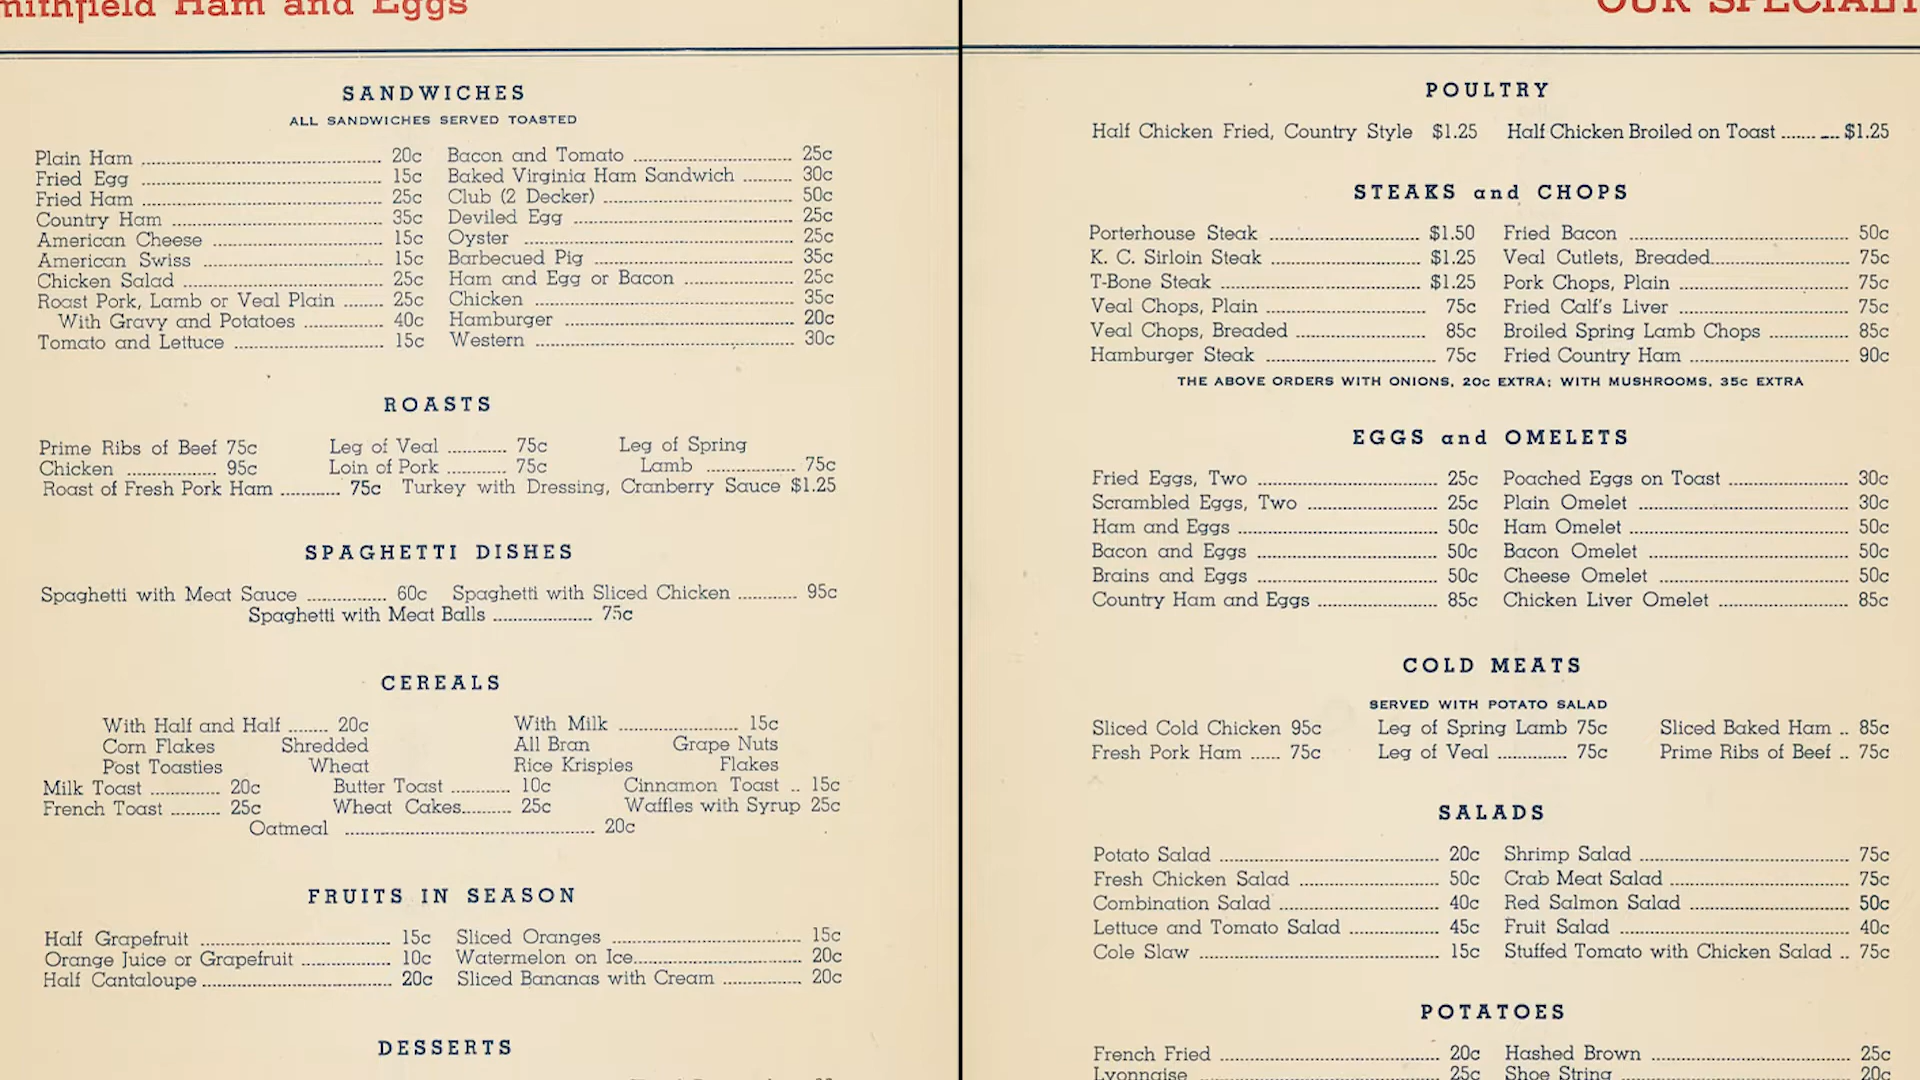 Smithfield Ham and Eggs
SANDWICHES
ALL SANDWICHES SERVED TOASTED
Plain Ham 20c
Fried Egg 15c
Fried Ham 25c
Country Ham 35c
American Cheese 15c
American Swiss 15c
Chicken Salad 25c
Roast Pork, Lamb or Veal Plain 25c
With Gravy and Potatoes 40c
Tomato and Lettuce 15c
Bacon and Tomato 25c
Baked Virginia Ham Sandwich 30c
Club (2 Decker) 50c
Deviled Egg 25c
Oyster 25c
Barbecued Pig 35c
Ham and Egg or Bacon 25c
Chicken 35c
Hamburger 20c
Western 30c
ROASTS
Prime Ribs of Beef 75c Leg of Veal 75c Leg of Spring
Chicken 95c Loin of Pork 75c Lamb 75c
Roast of Fresh Pork Ham 75c Turkey with Dressing, Cranberry Sauce $1.25
SPAGHETTI DISHES
Spaghetti with Meat Sauce 60c Spaghetti with Sliced Chicken 95c
Spaghetti with Meat Balls 75c
CEREALS
With Half and Half 20c With Milk 15c
Corn Flakes Shredded All Bran Grape Nuts
Post Toasties Wheat Rice Krispies Flakes
Milk Toast 20c Butter Toast 10c Cinnamon Toast 15c
French Toast 25c Wheat Cakes 25c Waffles with Syrup 25c
Oatmeal 20c
FRUITS IN SEASON
Half Grapefruit 15c Sliced Oranges 15c
Orange Juice or Grapefruit 10c Watermelon on Ice 20c
Half Cantaloupe 20c Sliced Bananas with Cream 20c
DESSERTS
OUR SPECIALT
POULTRY
Half Chicken Fried, Country Style $1.25 Half Chicken Broiled on Toast $1.25
STEAKS and CHOPS
Porterhouse Steak $1.50 Fried Bacon 50c
K. C. Sirloin Steak $1.25 Veal Cutlets, Breaded 75c
T-Bone Steak $1.25 Pork Chops, Plain 75c
Veal Chops, Plain 75c Fried Calf's Liver 75c
Veal Chops, Breaded 85c Broiled Spring Lamb Chops 85c
Hamburger Steak 75c Fried Country Ham 90c
THE ABOVE ORDERS WITH ONIONS, 20c EXTRA; WITH MUSHROOMS, 35c EXTRA
EGGS and OMELETS
Fried Eggs, Two 25c Poached Eggs on Toast 30c
Scrambled Eggs, Two 25c Plain Omelet 30c
Ham and Eggs 50c Ham Omelet 50c
Bacon and Eggs 50c Bacon Omelet 50c
Brains and Eggs 50c Cheese Omelet 50c
Country Ham and Eggs 85c Chicken Liver Omelet 85c
COLD MEATS
SERVED WITH POTATO SALAD
Sliced Cold Chicken 95c Leg of Spring Lamb 75c Sliced Baked Ham 85c
Fresh Pork Ham 75c Leg of Veal 75c Prime Ribs of Beef 75c
SALADS
Potato Salad 20c Shrimp Salad 75c
Fresh Chicken Salad 50c Crab Meat Salad 75c
Combination Salad 40c Red Salmon Salad 50c
Lettuce and Tomato Salad 45c Fruit Salad 40c
Cole Slaw 15c Stuffed Tomato with Chicken Salad 75c
POTATOES
French Fried 20c Hashed Brown 25c
Lyonnaise 25c Shoe String 20c